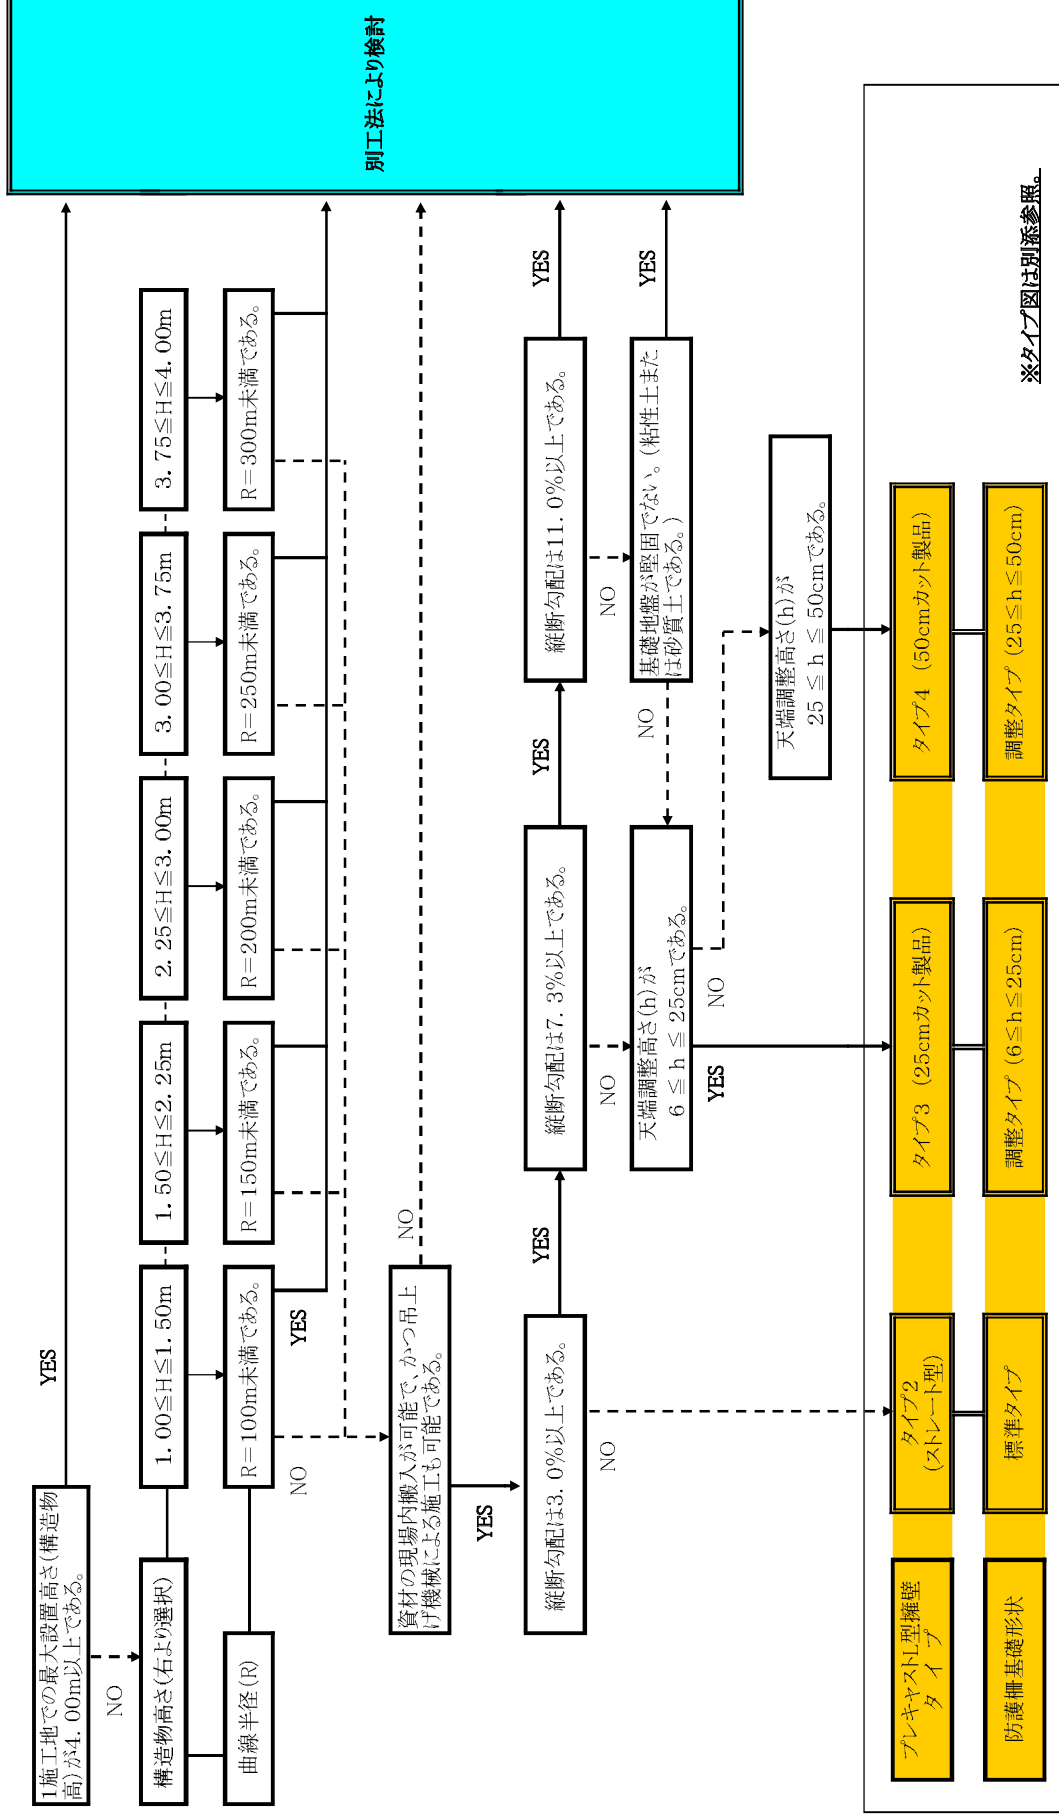 1施工地での最大設置高さ(構造物
高)が4.00m以上である。
YES
NO
構造物高さ(右より選択)
1.00≦H≦1.50m
1.50≦H≦2.25m
2.25≦H≦3.00m
3.00≦H≦3.75m
3.75≦H≦4.00m
曲線半径(R)
R=100m未満である。
R=150m未満である。
R=200m未満である。
R=250m未満である。
R=300m未満である。
NO
YES
別工法により検討
資材の現場内搬入が可能で、かつ吊上
げ機械による施工も可能である。
NO
YES
縦断勾配は3.0%以上である。
YES
縦断勾配は7.3%以上である。
YES
縦断勾配は11.0%以上である。
YES
NO
NO
NO
天端調整高さ(h)が
6 ≦ h ≦ 25cmである。
NO
基礎地盤が堅固でない。(粘性土また
は砂質土である。)
YES
YES
NO
天端調整高さ(h)が
25 ≦ h ≦ 50cmである。
プレキャストL型擁壁
タ イ プ
タイプ2
(ストレート型)
タイプ3 (25cmカット製品)
タイプ4 (50cmカット製品)
防護柵基礎形状
標準タイプ
調整タイプ (6≦h≦25cm)
調整タイプ (25≦h≦50cm)
※タイプ図は別添参照。